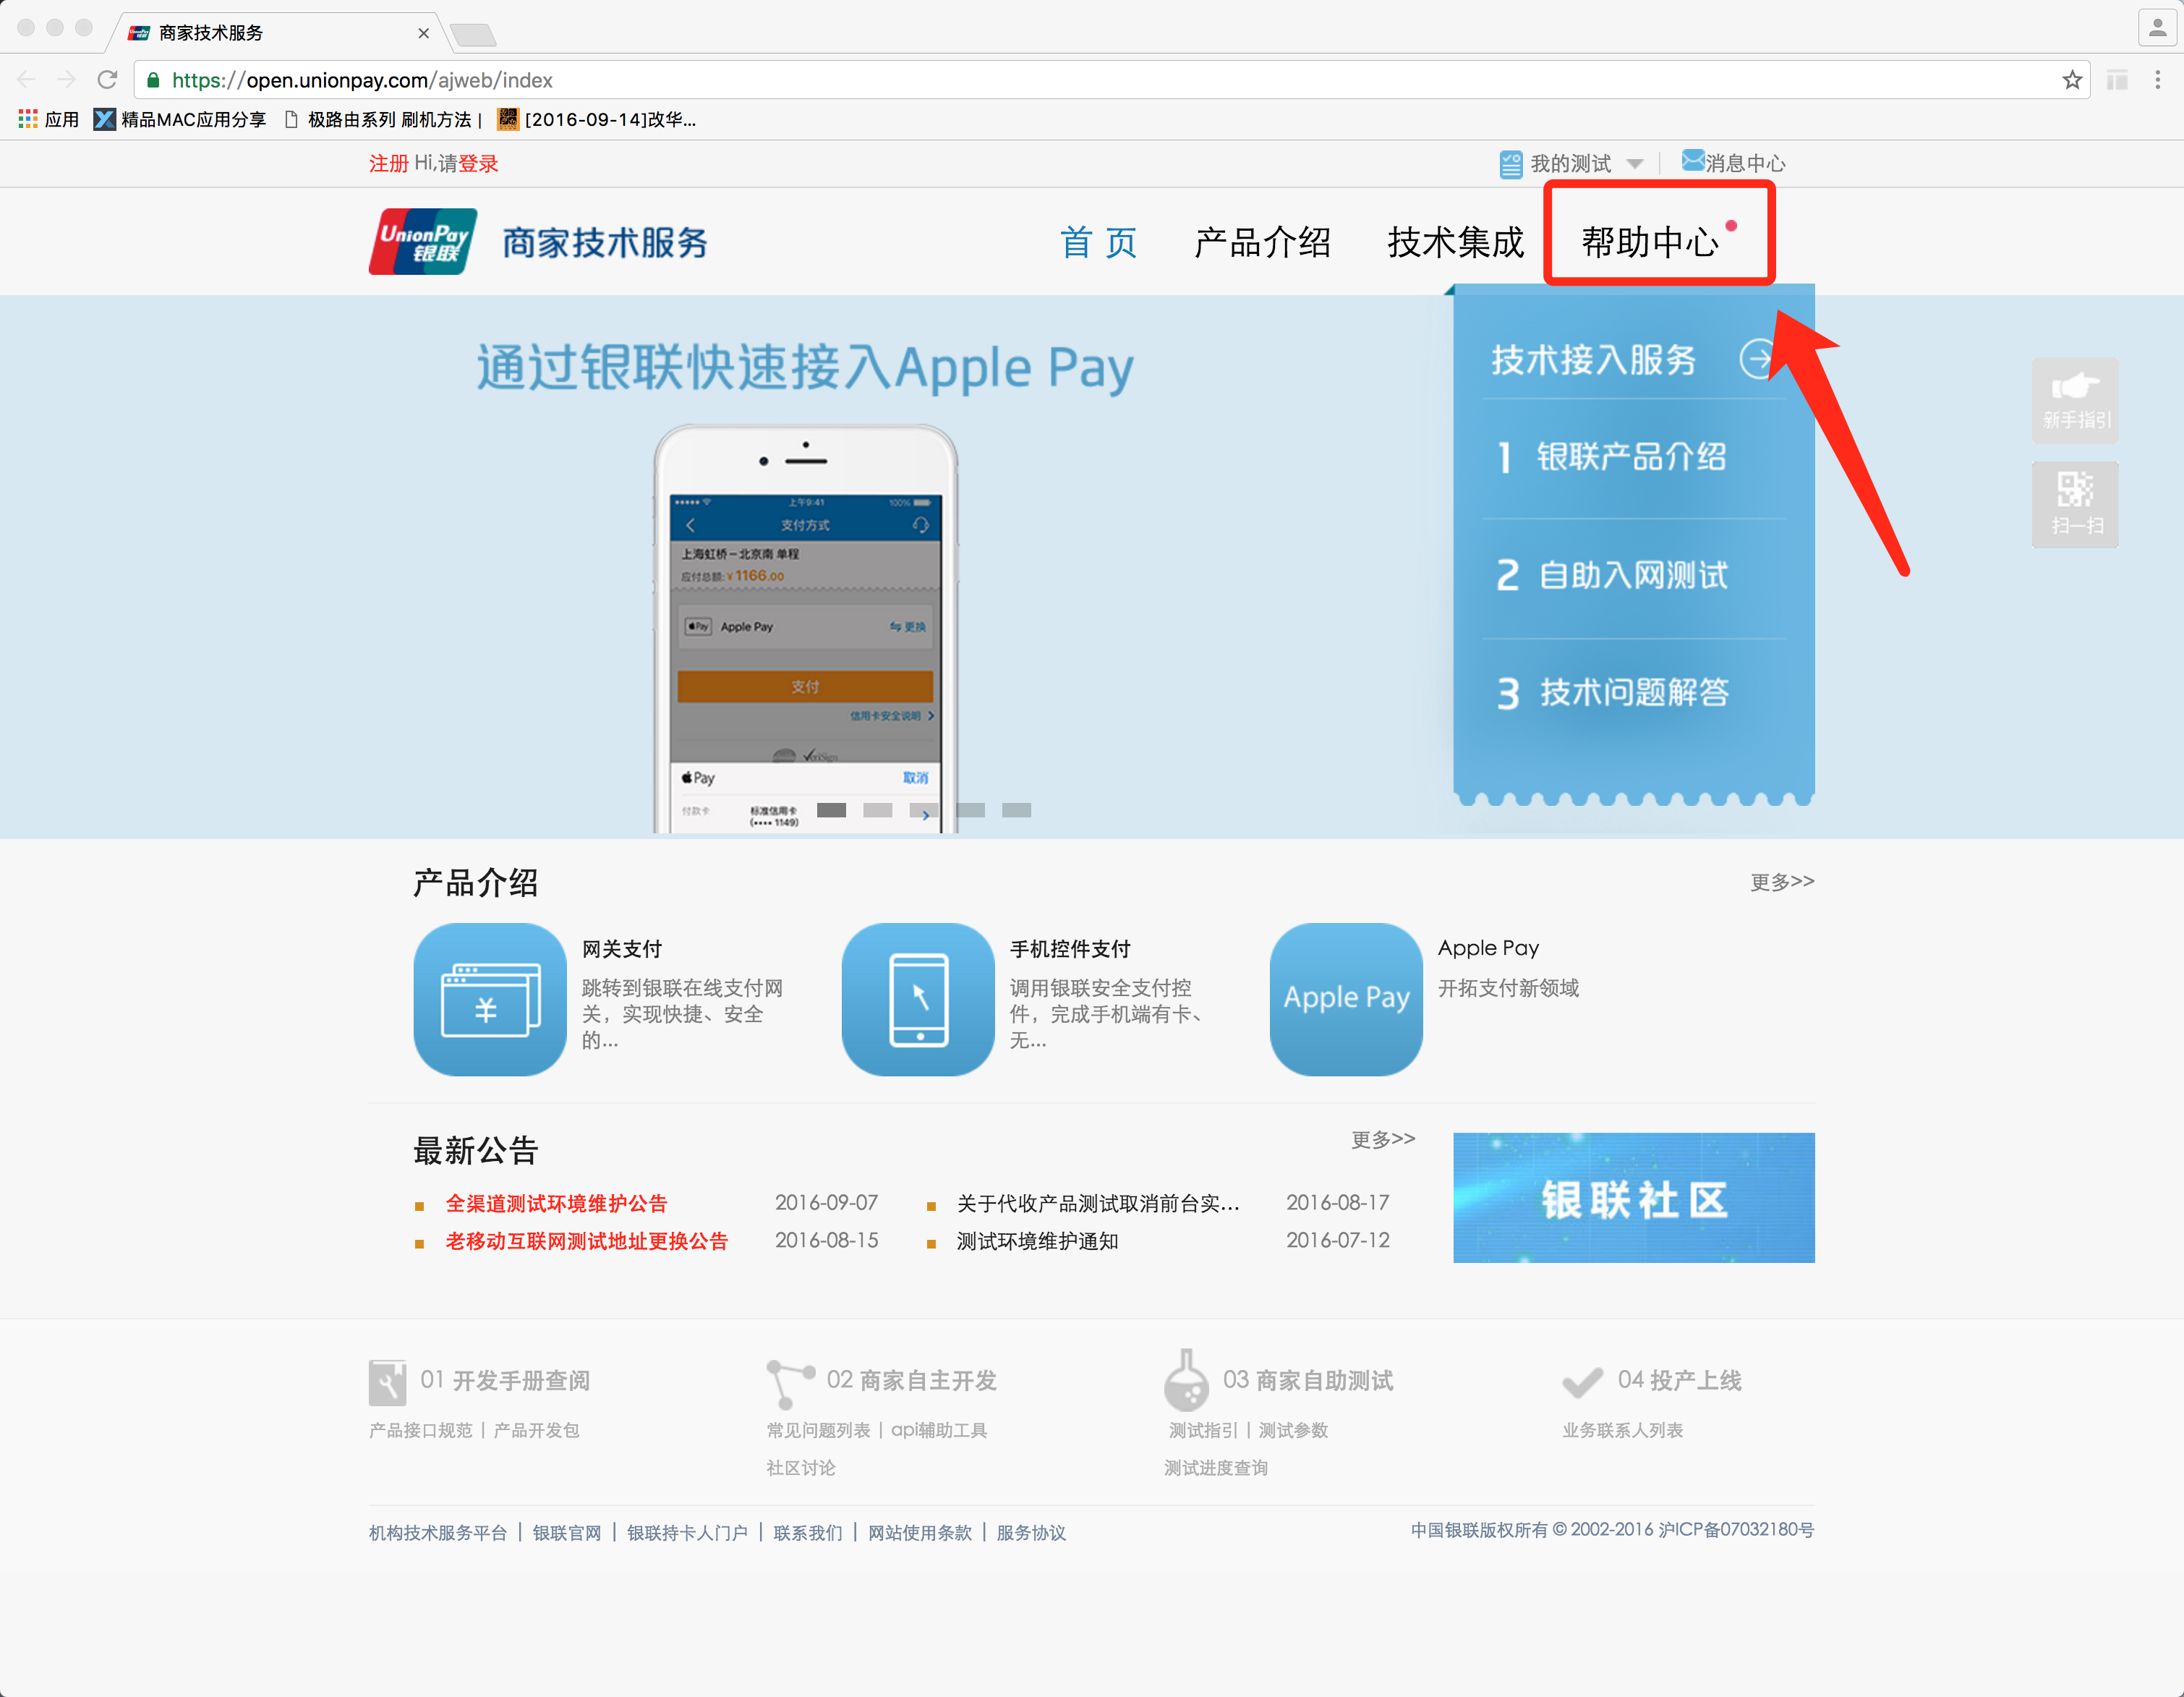 商家技术服务
https://open.unionpay.com/ajweb/index
应用 精品MAC应用分享 极路由系列 刷机方法 | [2016-09-14]改华...
注册 Hi,请登录
我的测试 消息中心
UnionPay
银联
商家技术服务
首 页 产品介绍 技术集成 帮助中心
通过银联快速接入Apple Pay
技术接入服务
1 银联产品介绍
2 自助入网测试
3 技术问题解答
新手指引
扫一扫
上午9:41 100%
支付方式
上海虹桥－北京南 单程
应付总额:¥1166.00
Pay Apple Pay 更换
支付
信用卡安全说明
VeriSign
Pay 取消
付款卡 标准信用卡
(•••• 1149)
产品介绍 更多>>
网关支付
跳转到银联在线支付网
关，实现快捷、安全
的...
手机控件支付
调用银联安全支付控
件，完成手机端有卡、
无...
Apple Pay
Apple Pay
开拓支付新领域
最新公告 更多>>
全渠道测试环境维护公告 2016-09-07
关于代收产品测试取消前台实... 2016-08-17
老移动互联网测试地址更换公告 2016-08-15
测试环境维护通知 2016-07-12
银联社区
01 开发手册查阅
产品接口规范 | 产品开发包
02 商家自主开发
常见问题列表 | api辅助工具
社区讨论
03 商家自助测试
测试指引 | 测试参数
测试进度查询
04 投产上线
业务联系人列表
机构技术服务平台 | 银联官网 | 银联持卡人门户 | 联系我们 | 网站使用条款 | 服务协议
中国银联版权所有 © 2002-2016 沪ICP备07032180号